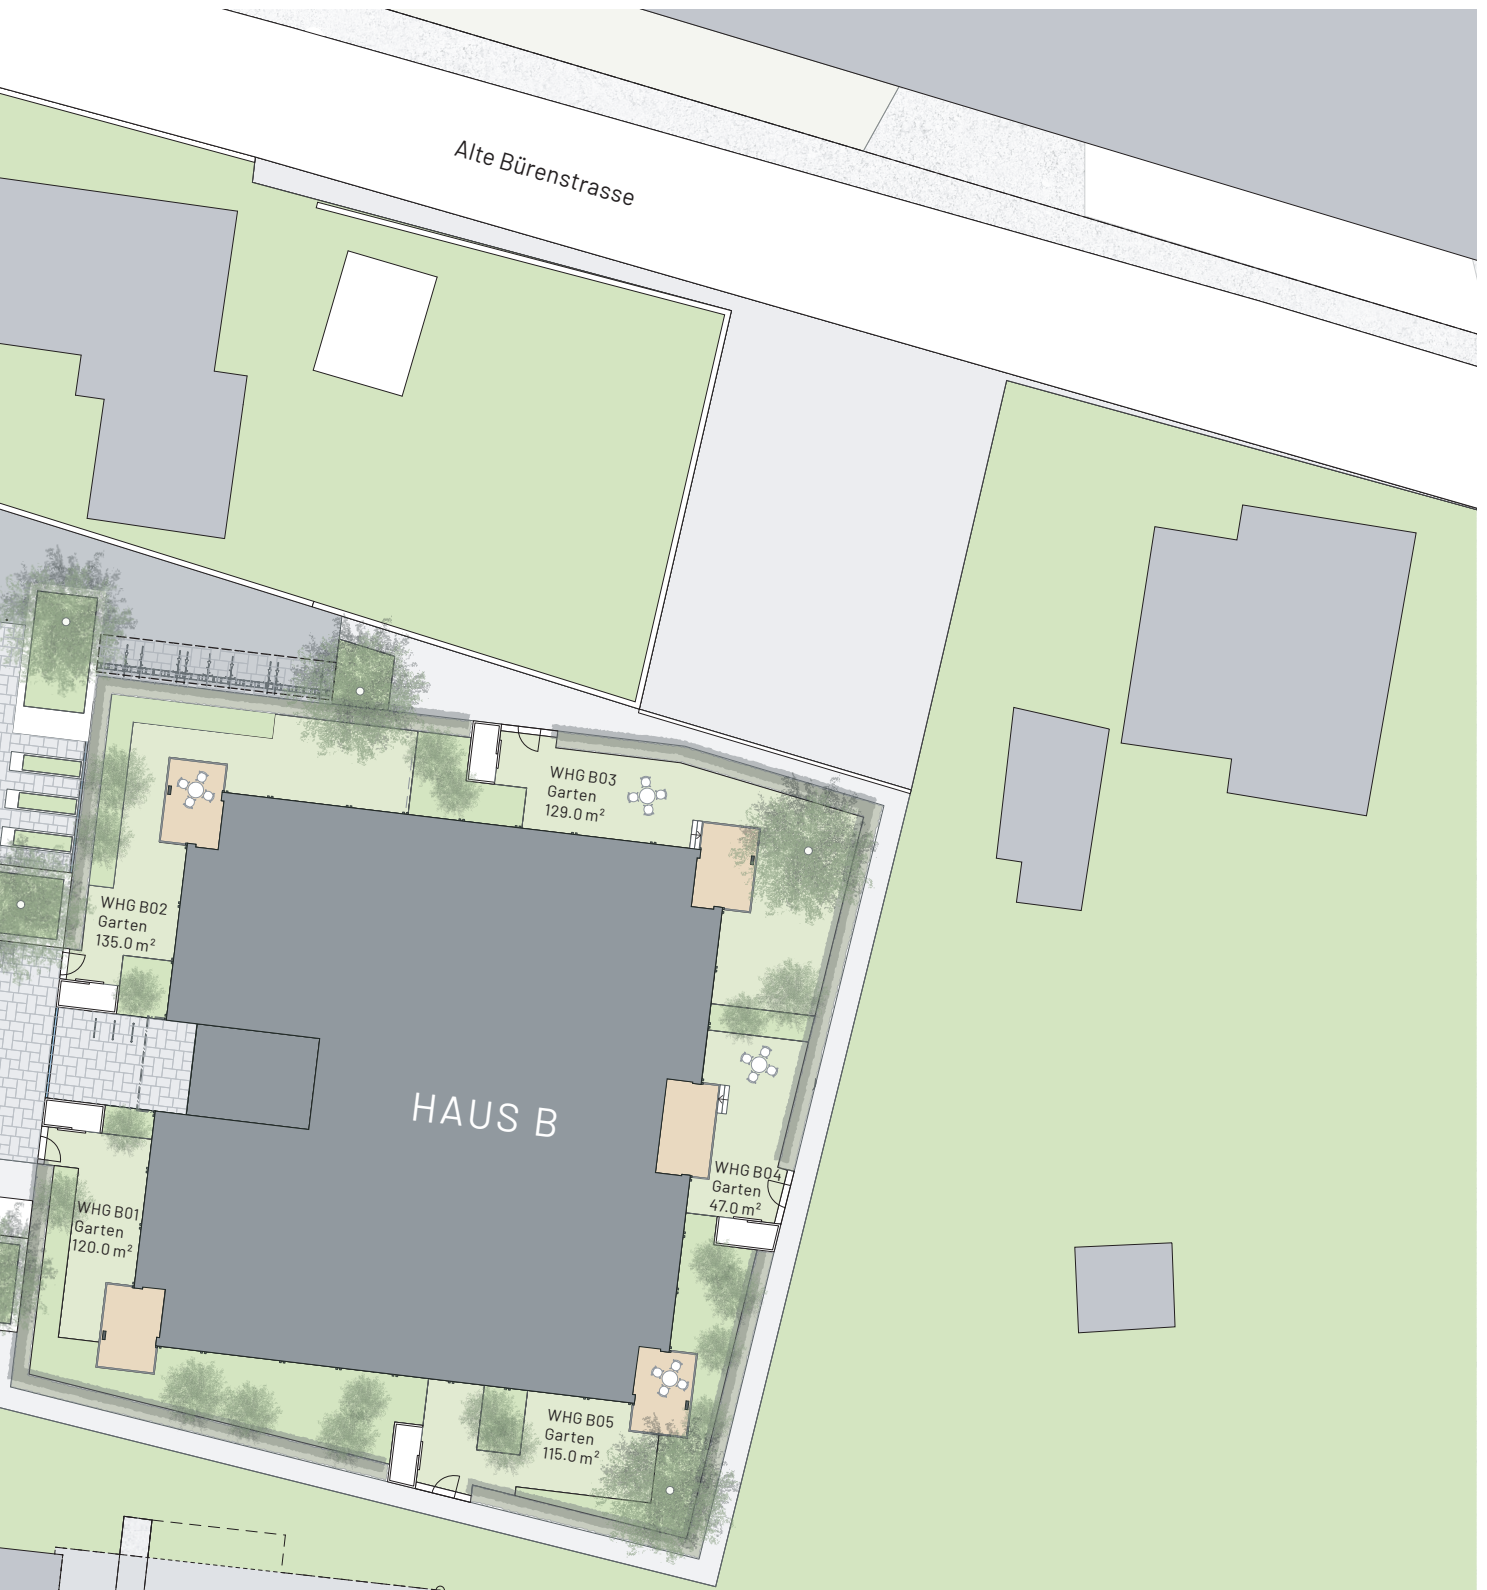 Alte Bürenstrasse
WHG B03
Garten
129.0 m²
WHG B02
Garten
135.0 m²
HAUS B
WHG B04
Garten
47.0 m²
WHG B01
Garten
120.0 m²
WHG B05
Garten
115.0 m²